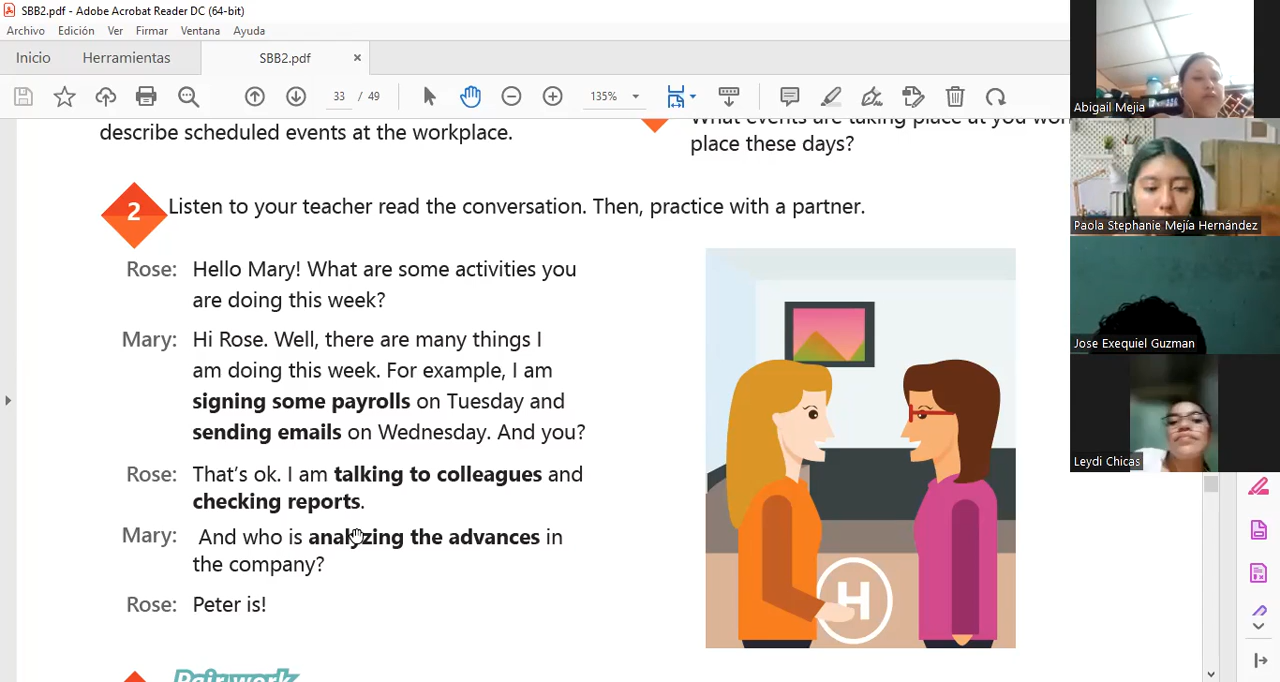 SBB2.pdf - Adobe Acrobat Reader DC (64-bit)
Archivo Edición Ver Firmar Ventana Ayuda
Inicio Herramientas SBB2.pdf ×
33 / 49 135%
describe scheduled events at the workplace.
What events are taking place at you wor
place these days?
2 Listen to your teacher read the conversation. Then, practice with a partner.
Rose: Hello Mary! What are some activities you
are doing this week?
Mary: Hi Rose. Well, there are many things I
am doing this week. For example, I am
signing some payrolls on Tuesday and
sending emails on Wednesday. And you?
Rose: That's ok. I am talking to colleagues and
checking reports.
Mary: And who is analyzing the advances in
the company?
Rose: Peter is!
H
Pair work
Abigail Mejia
Paola Stephanie Mejía Hernández
Jose Exequiel Guzman
Leydi Chicas